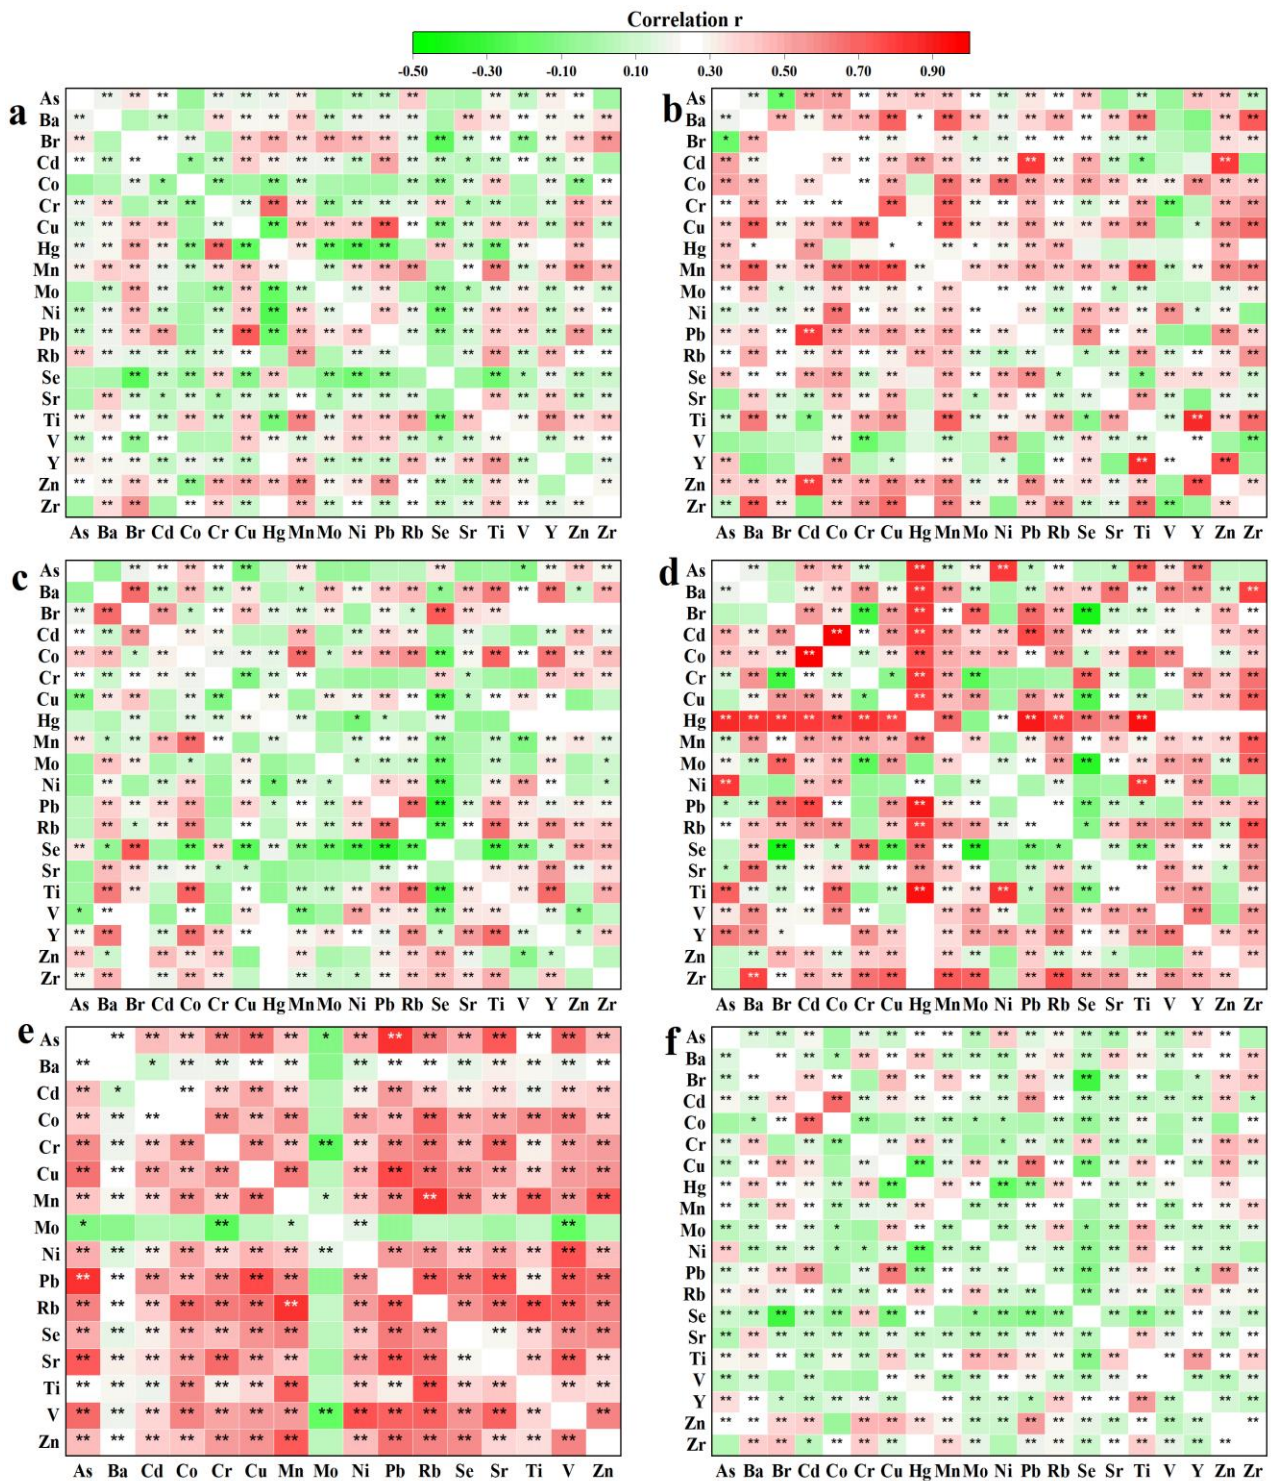 Correlation r
-0.50 -0.30 -0.10 0.10 0.30 0.50 0.70 0.90
a
As
Ba
Br
Cd
Co
Cr
Cu
Hg
Mn
Mo
Ni
Pb
Rb
Se
Sr
Ti
V
Y
Zn
Zr
As Ba Br Cd Co Cr Cu Hg Mn Mo Ni Pb Rb Se Sr Ti V Y Zn Zr
b
As
Ba
Br
Cd
Co
Cr
Cu
Hg
Mn
Mo
Ni
Pb
Rb
Se
Sr
Ti
V
Y
Zn
Zr
As Ba Br Cd Co Cr Cu Hg Mn Mo Ni Pb Rb Se Sr Ti V Y Zn Zr
c
As
Ba
Br
Cd
Co
Cr
Cu
Hg
Mn
Mo
Ni
Pb
Rb
Se
Sr
Ti
V
Y
Zn
Zr
As Ba Br Cd Co Cr Cu Hg Mn Mo Ni Pb Rb Se Sr Ti V Y Zn Zr
d
As
Ba
Br
Cd
Co
Cr
Cu
Hg
Mn
Mo
Ni
Pb
Rb
Se
Sr
Ti
V
Y
Zn
Zr
As Ba Br Cd Co Cr Cu Hg Mn Mo Ni Pb Rb Se Sr Ti V Y Zn Zr
e
As
Ba
Cd
Co
Cr
Cu
Mn
Mo
Ni
Pb
Rb
Se
Sr
Ti
V
Zn
As Ba Cd Co Cr Cu Mn Mo Ni Pb Rb Se Sr Ti V Zn
f
As
Ba
Br
Cd
Co
Cr
Cu
Hg
Mn
Mo
Ni
Pb
Rb
Se
Sr
Ti
V
Y
Zn
Zr
As Ba Br Cd Co Cr Cu Hg Mn Mo Ni Pb Rb Se Sr Ti V Y Zn Zr